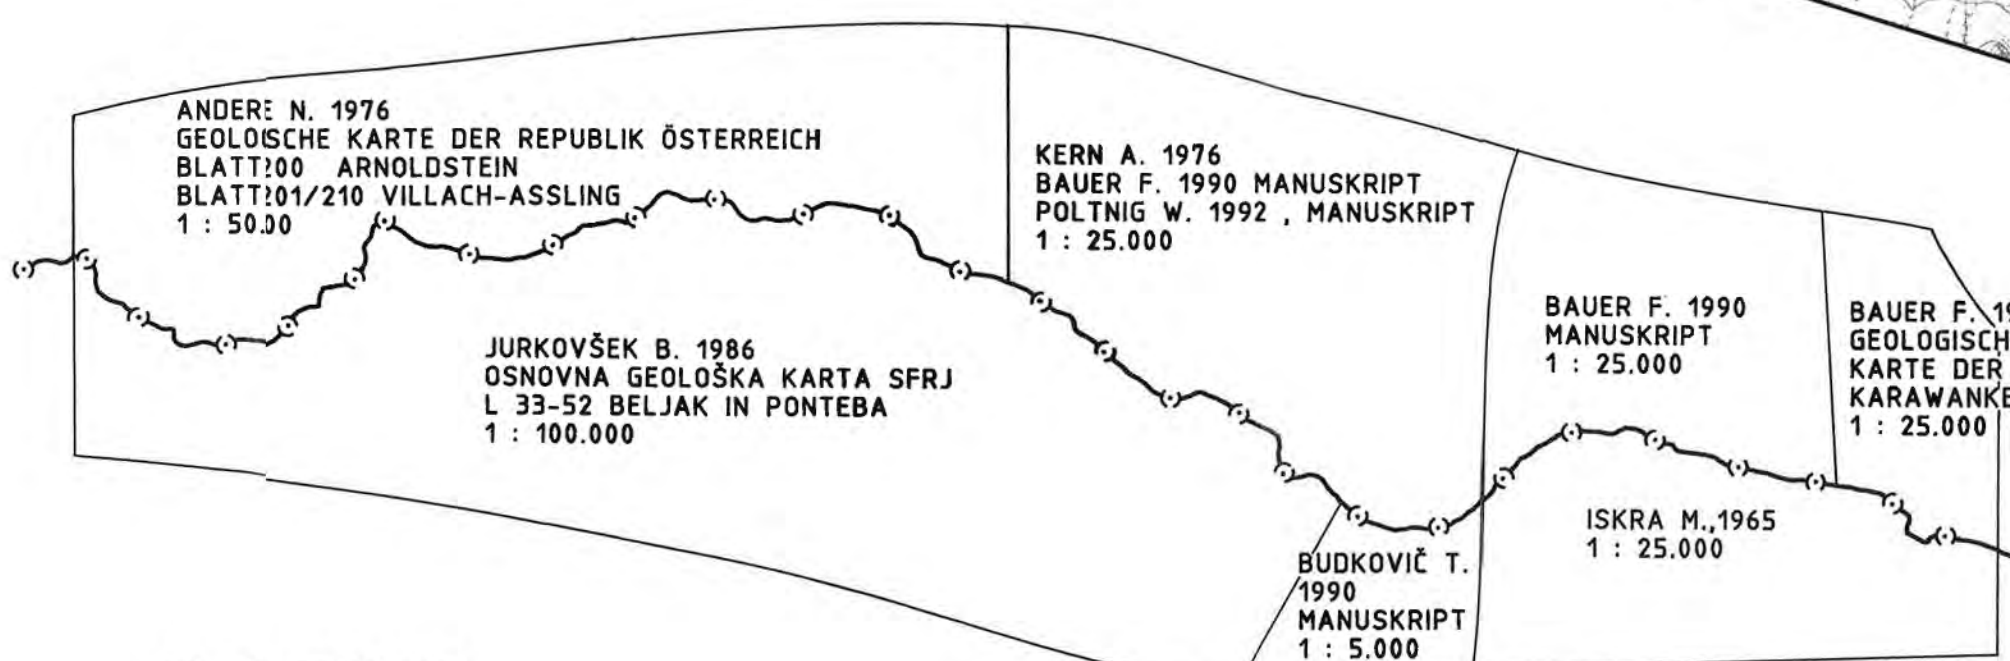 ANDERE N. 1976
GEOLOISCHE KARTE DER REPUBLIK ÖSTERREICH
BLATT 200 ARNOLDSTEIN
BLATT 201/210 VILLACH-ASSLING
1 : 50.00
KERN A. 1976
BAUER F. 1990 MANUSKRIPT
POLTNIG W. 1992 , MANUSKRIPT
1 : 25.000
JURKOVŠEK B. 1986
OSNOVNA GEOLOŠKA KARTA SFRJ
L 33-52 BELJAK IN PONTEBA
1 : 100.000
BAUER F. 1990
MANUSKRIPT
1 : 25.000
BAUER F. 19
GEOLOGISCH
KARTE DER
KARAWANKE
1 : 25.000
BUDKOVIČ T.
1990
MANUSKRIPT
1 : 5.000
ISKRA M.,1965
1 : 25.000